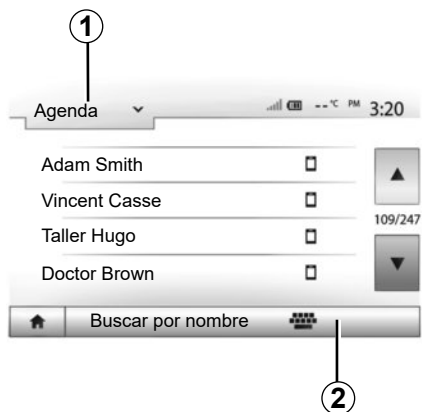 1
Agenda --°C PM 3:20
Adam Smith
Vincent Casse
109/247
Taller Hugo
Doctor Brown
Buscar por nombre
2